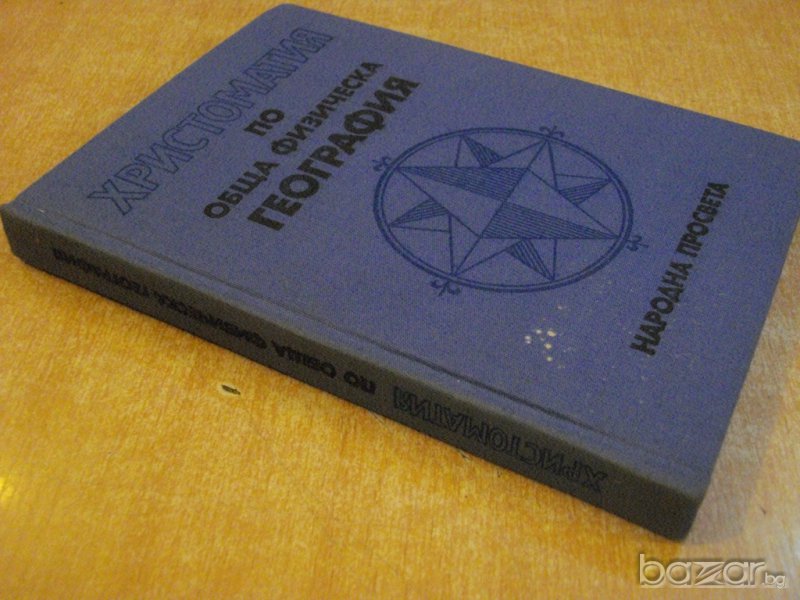 ХРИСТОМАТИЯ
ПО
ОБЩА ФИЗИЧЕСКА
ГЕОГРАФИЯ
НАРОДНА ПРОСВЕТА
ХРИСТОМАТИЯ ПО ОБЩА ФИЗИЧЕСКА ГЕОГРАФИЯ
bazar.bg